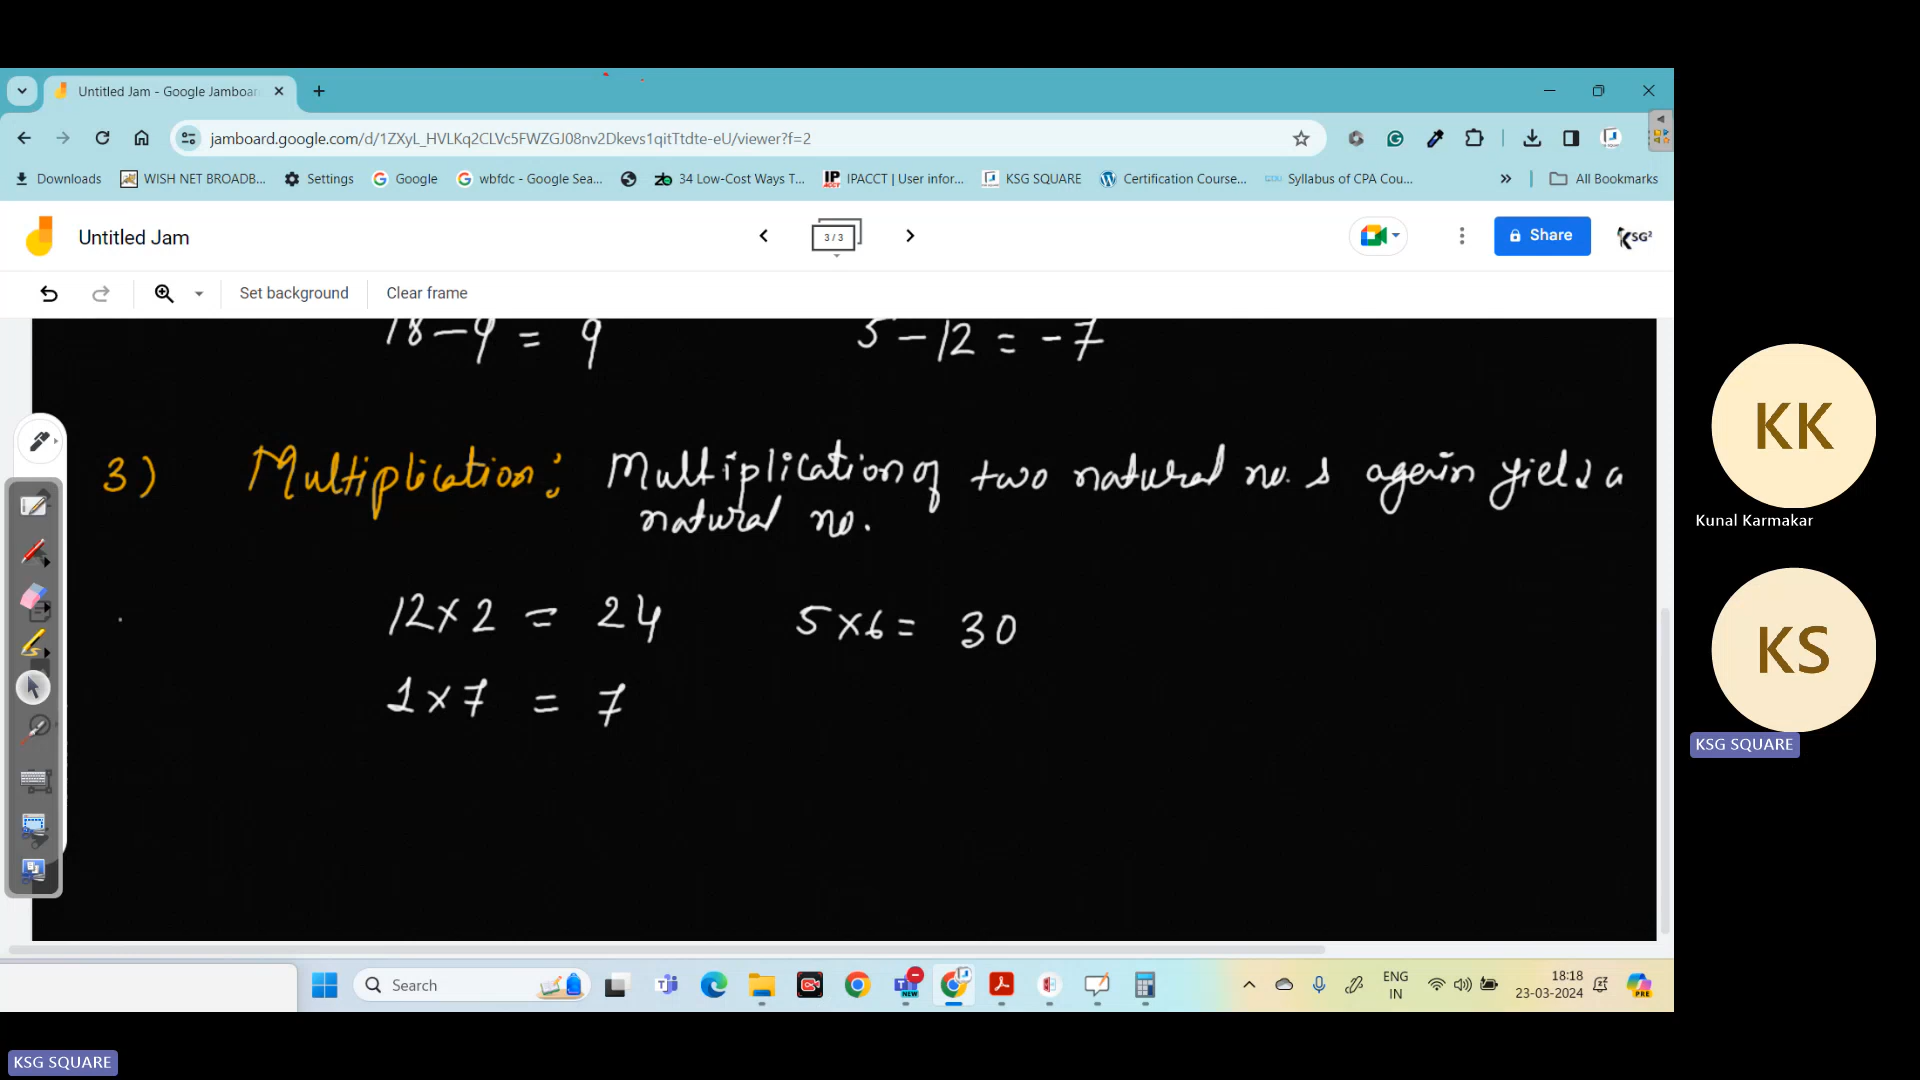 Untitled Jam - Google Jamboar
jamboard.google.com/d/1ZXyL_HVLKq2CLVc5FWZGJ08nv2Dkevs1qitTtdte-eU/viewer?f=2
Downloads WISH NET BROADB... Settings Google wbfdc - Google Sea... 34 Low-Cost Ways T... IPACCT | User infor... KSG SQUARE Certification Course... Syllabus of CPA Cou... » All Bookmarks
Untitled Jam 3 / 3 Share KSG²
Set background Clear frame
18 - 9 = 9 5 - 12 = - 7
3) Multiplication: Multiplication of two natural no.s again yields a
natural no.
12 x 2 = 24 5 x 6 = 30
1 x 7 = 7
KK
Kunal Karmakar
KS
KSG SQUARE
Search ENG IN 18:18 23-03-2024
KSG SQUARE